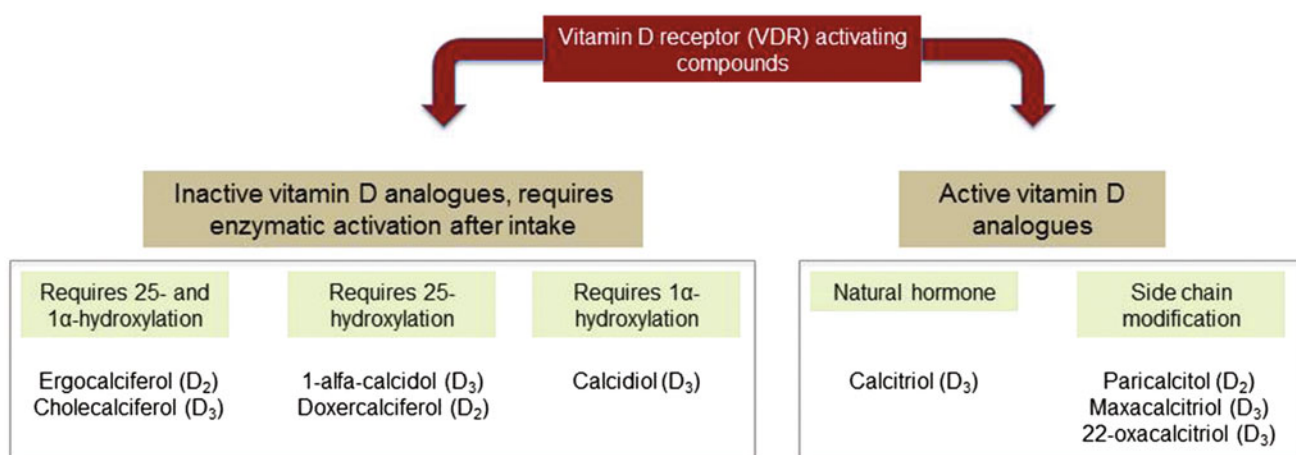 Vitamin D receptor (VDR) activating
compounds
Inactive vitamin D analogues, requires
enzymatic activation after intake
Active vitamin D
analogues
Requires 25- and
1α-hydroxylation
Ergocalciferol (D₂)
Cholecalciferol (D₃)
Requires 25-
hydroxylation
1-alfa-calcidol (D₃)
Doxercalciferol (D₂)
Requires 1α-
hydroxylation
Calcidiol (D₃)
Natural hormone
Calcitriol (D₃)
Side chain
modification
Paricalcitol (D₂)
Maxacalcitriol (D₃)
22-oxacalcitriol (D₃)